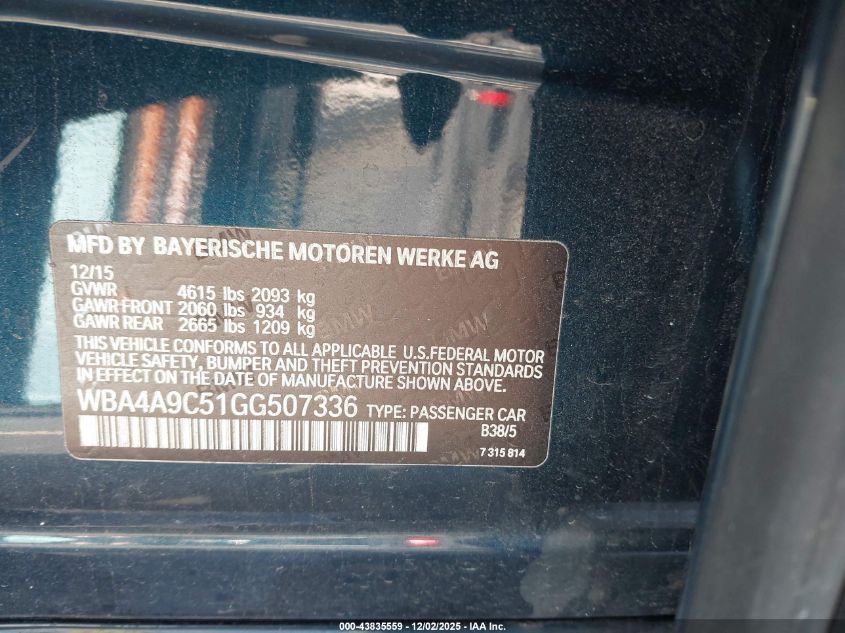 MFD BY BAYERISCHE MOTOREN WERKE AG
12/15
GVWR 4615 lbs 2093 kg
GAWR FRONT 2060 lbs 934 kg
GAWR REAR 2665 lbs 1209 kg
THIS VEHICLE CONFORMS TO ALL APPLICABLE U.S.FEDERAL MOTOR
VEHICLE SAFETY, BUMPER AND THEFT PREVENTION STANDARDS
IN EFFECT ON THE DATE OF MANUFACTURE SHOWN ABOVE.
WBA4A9C51GG507336 TYPE: PASSENGER CAR
B38/5
7 315 814
000-43835559 - 12/02/2025 - IAA Inc.